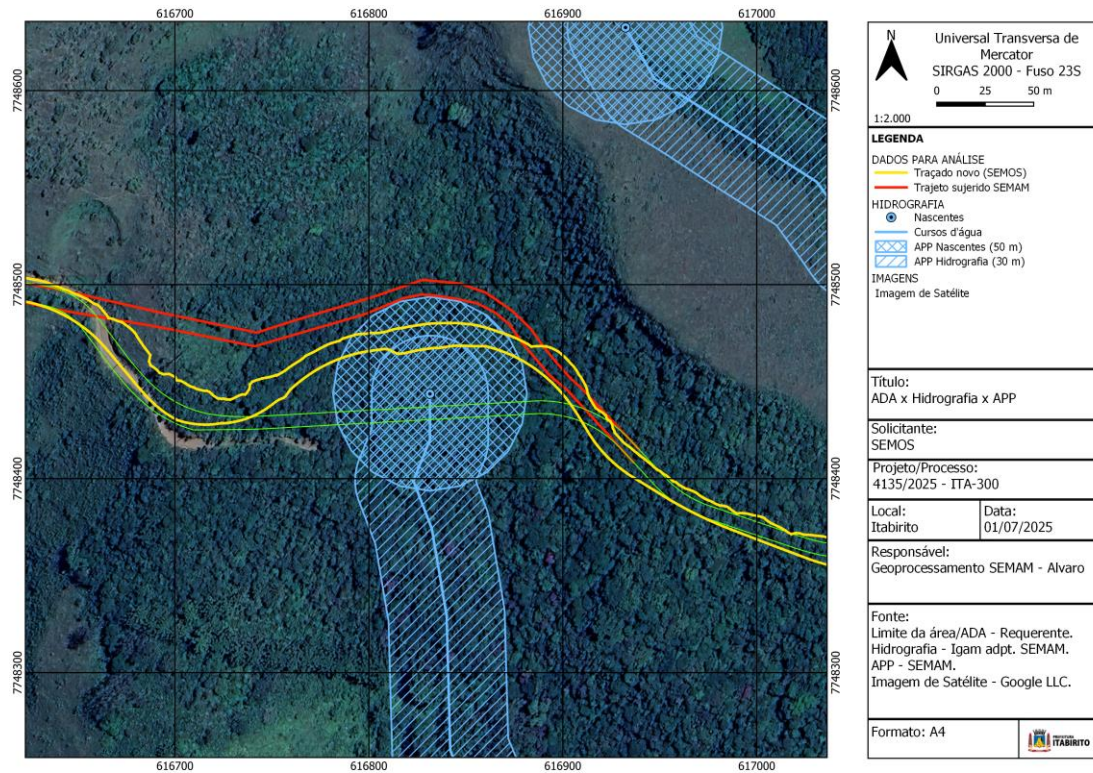 616700
616800
616900
617000
7748600
7748500
7748400
7748300
7748600
7748500
7748400
7748300
616700
616800
616900
617000
N
Universal Transversa de
Mercator
SIRGAS 2000 - Fuso 23S
0 25 50 m
1:2.000
LEGENDA
DADOS PARA ANÁLISE
Traçado novo (SEMOS)
Trajeto sujerido SEMAM
HIDROGRAFIA
Nascentes
Cursos d'água
APP Nascentes (50 m)
APP Hidrografia (30 m)
IMAGENS
Imagem de Satélite
Título:
ADA x Hidrografia x APP
Solicitante:
SEMOS
Projeto/Processo:
4135/2025 - ITA-300
Local:
Itabirito
Data:
01/07/2025
Responsável:
Geoprocessamento SEMAM - Alvaro
Fonte:
Limite da área/ADA - Requerente.
Hidrografia - Igam adpt. SEMAM.
APP - SEMAM.
Imagem de Satélite - Google LLC.
Formato: A4
PREFEITURA
ITABIRITO